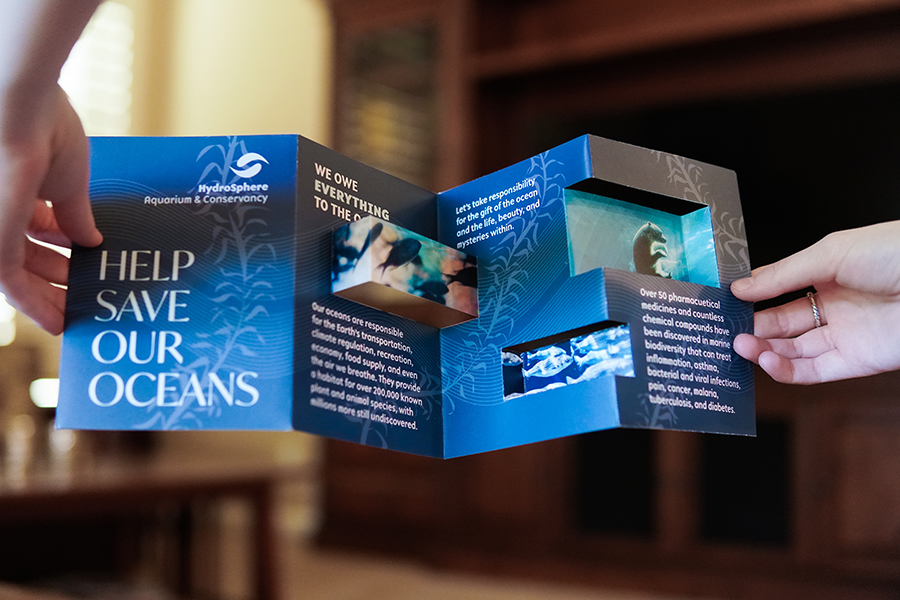 HydroSphere
Aquarium & Conservancy
HELP
SAVE
OUR
OCEANS
WE OWE
EVERYTHING
TO THE
Our oceans are responsible
for the Earth's transportation,
climate regulation, recreation,
economy, food supply, and even
the air we breathe. They provide
a habitat for over 200,000 known
plant and animal species, with
millions more still undiscovered.
Let's take responsibility
for the gift of the ocean
and the life, beauty, and
mysteries within.
Over 50 pharmacuetical
medicines and countless
chemical compounds have
been discovered in marine
biodiversity that can treat
inflamation, asthma,
bacterial and viral infections,
pain, cancer, malaria,
tuberculosis, and diabetes.